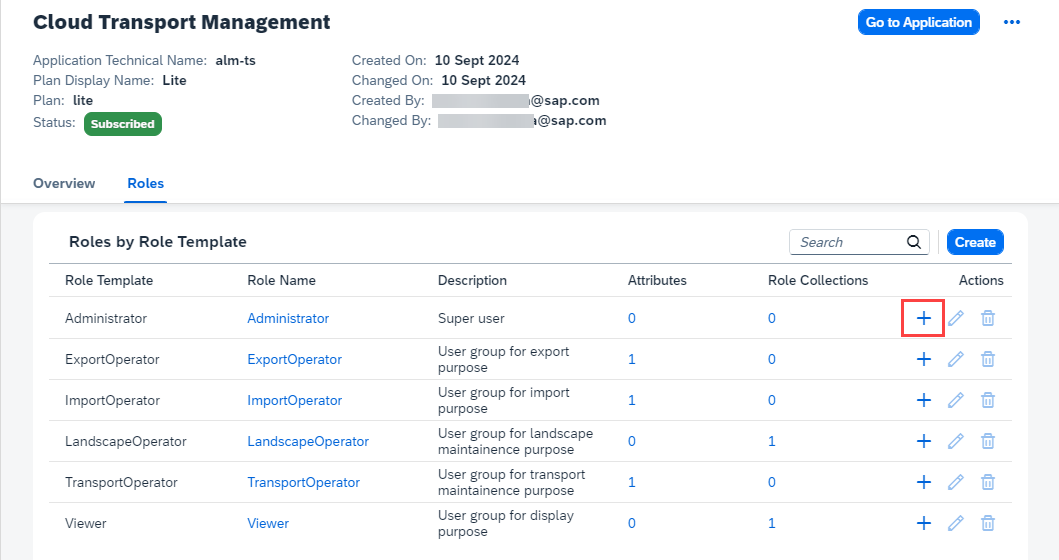 Cloud Transport Management
Go to Application
Application Technical Name: alm-ts
Created On: 10 Sept 2024
Plan Display Name: Lite
Changed On: 10 Sept 2024
Plan: lite
Created By: @sap.com
Status: Subscribed
Changed By: @sap.com
Overview
Roles
Roles by Role Template
Search
Create
Role Template Role Name Description Attributes Role Collections Actions
Administrator Administrator Super user 0 0
ExportOperator ExportOperator User group for export 1 0
purpose
ImportOperator ImportOperator User group for import 1 0
purpose
LandscapeOperator LandscapeOperator User group for landscape 0 1
maintainence purpose
TransportOperator TransportOperator User group for transport 1 0
maintainence purpose
Viewer Viewer User group for display 0 1
purpose